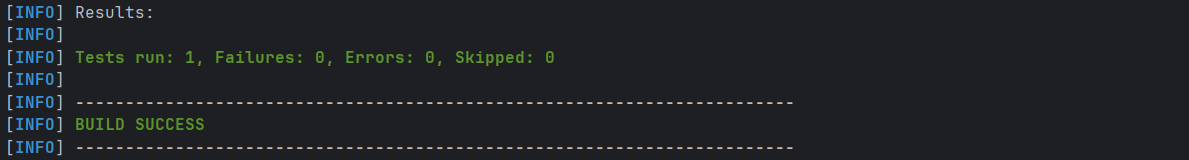 [INFO] Results:
[INFO]
[INFO] Tests run: 1, Failures: 0, Errors: 0, Skipped: 0
[INFO]
[INFO] ------------------------------------------------------------------------
[INFO] BUILD SUCCESS
[INFO] ------------------------------------------------------------------------